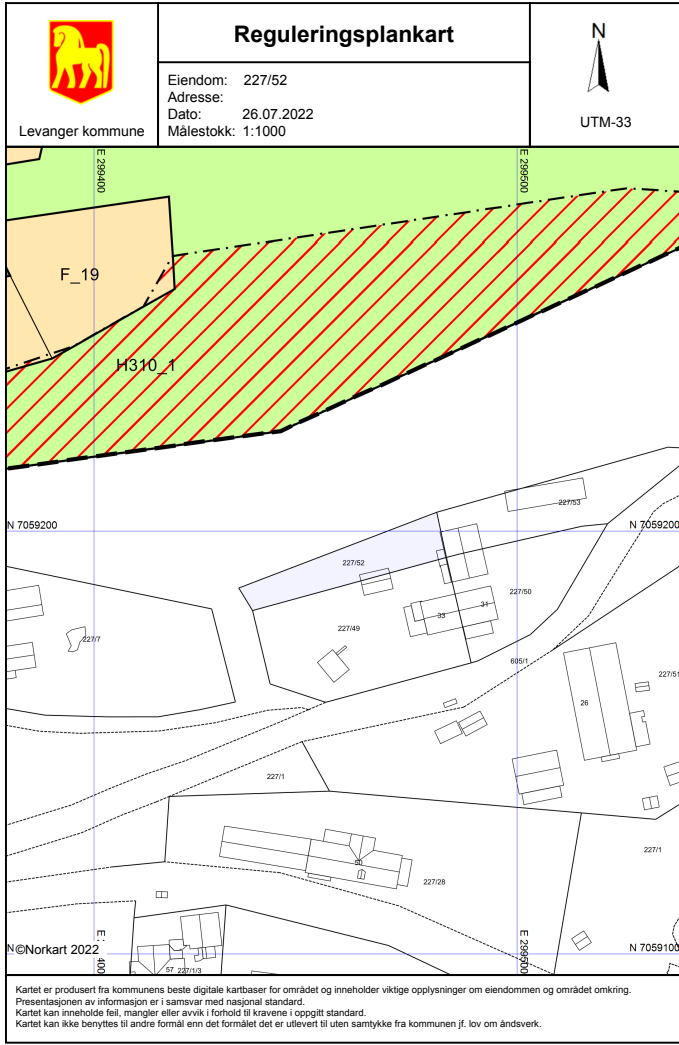 Reguleringsplankart
Eiendom: 227/52
Adresse:
Dato: 26.07.2022
Målestokk: 1:1000
Levanger kommune
N
UTM-33
E 299400
E 299500
F_19
H310_1
N 7059200
N 7059200
227/53
227/52
227/50
31
33
227/49
227/7
605/1
227/51
26
227/1
227/1
227/28
57
227/1/3
E 299500
N 7059100
©Norkart 2022
Kartet er produsert fra kommunens beste digitale kartbaser for området og inneholder viktige opplysninger om eiendommen og området omkring.
Presentasjonen av informasjon er i samsvar med nasjonal standard.
Kartet kan inneholde feil, mangler eller avvik i forhold til kravene i oppgitt standard.
Kartet kan ikke benyttes til andre formål enn det formålet det er utlevert til uten samtykke fra kommunen jf. lov om åndsverk.